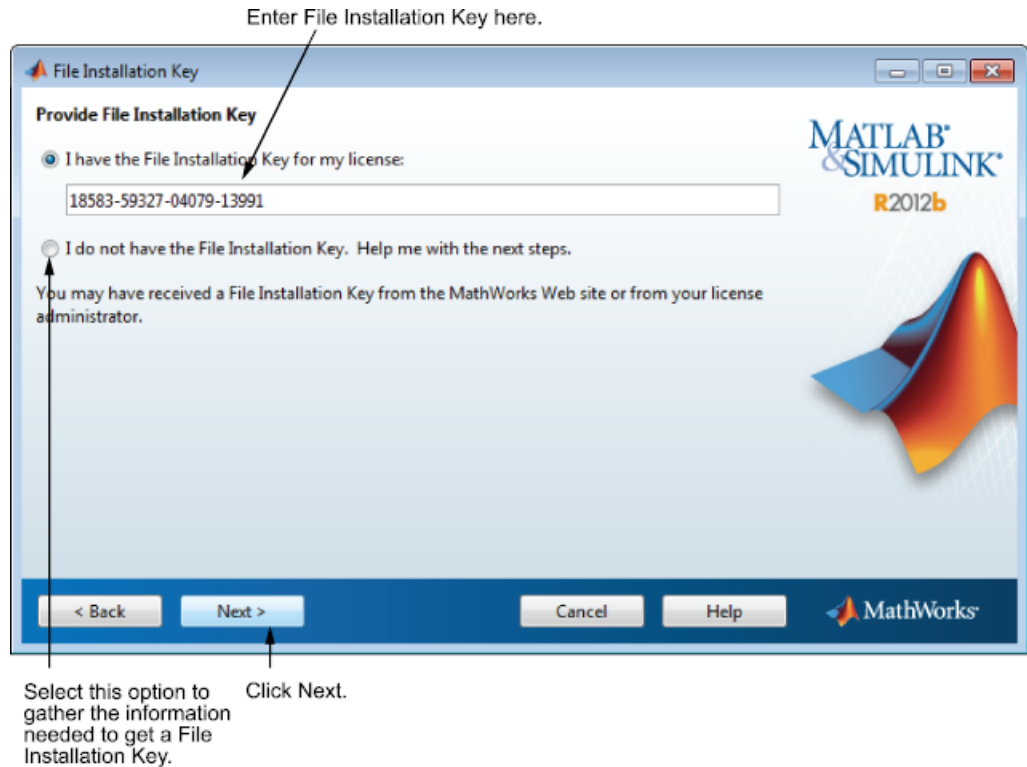 Enter File Installation Key here.
File Installation Key
Provide File Installation Key
I have the File Installation Key for my license:
18583-59327-04079-13991
I do not have the File Installation Key. Help me with the next steps.
You may have received a File Installation Key from the MathWorks Web site or from your license
administrator.
MATLAB®
&SIMULINK®
R2012b
< Back
Next >
Cancel
Help
MathWorks®
Select this option to
gather the information
needed to get a File
Installation Key.
Click Next.